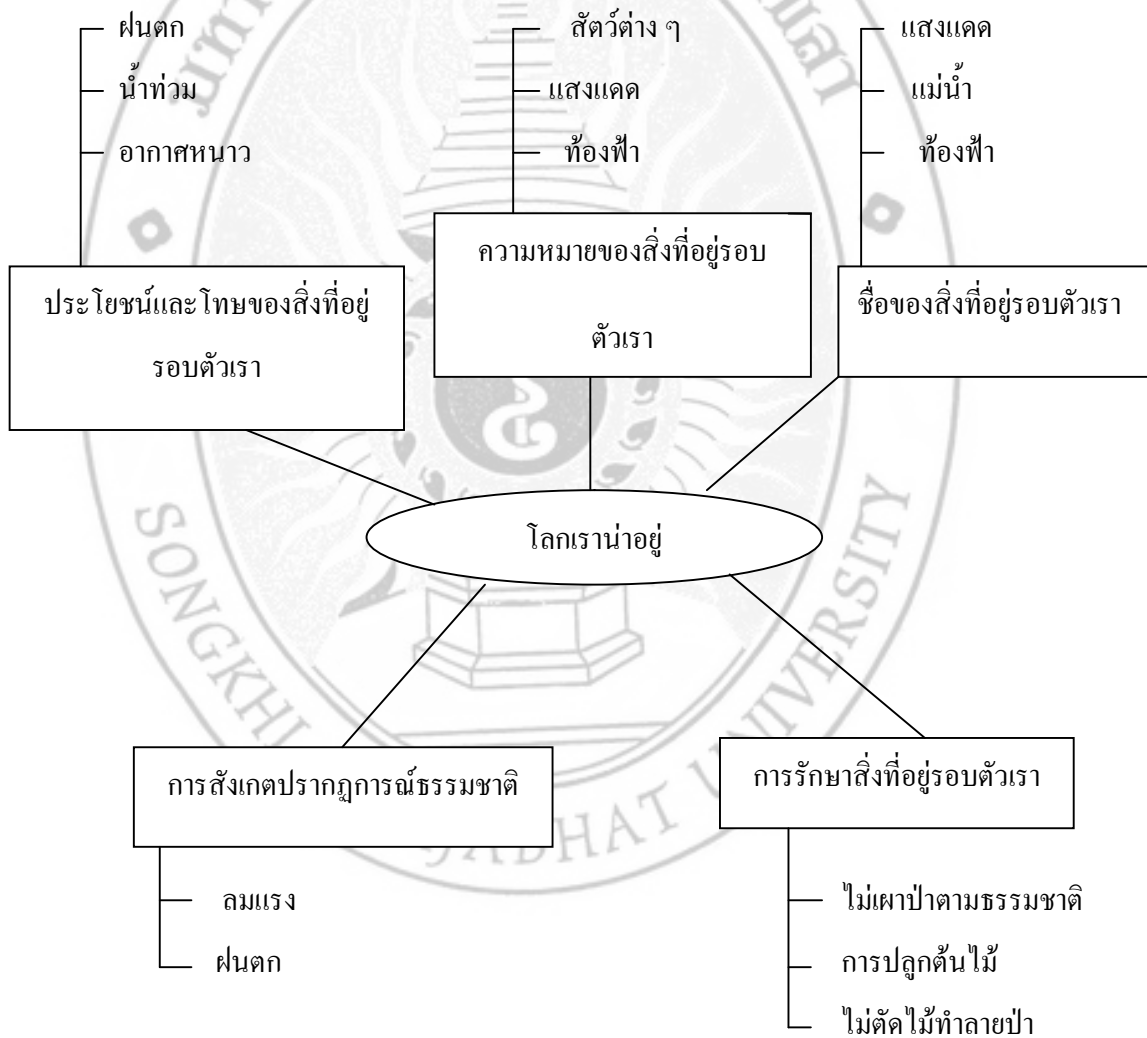 ฝนตก
น้ำท่วม
อากาศหนาว
สัตว์ต่าง ๆ
แสงแดด
ท้องฟ้า
แสงแดด
แม่น้ำ
ท้องฟ้า
ประโยชน์และโทษของสิ่งที่อยู่
รอบตัวเรา
ความหมายของสิ่งที่อยู่รอบ
ตัวเรา
ชื่อของสิ่งที่อยู่รอบตัวเรา
โลกเราน่าอยู่
การสังเกตปรากฏการณ์ธรรมชาติ
ลมแรง
ฝนตก
การรักษาสิ่งที่อยู่รอบตัวเรา
ไม่เผาป่าตามธรรมชาติ
การปลูกต้นไม้
ไม่ตัดไม้ทำลายป่า
UNIVERSITY